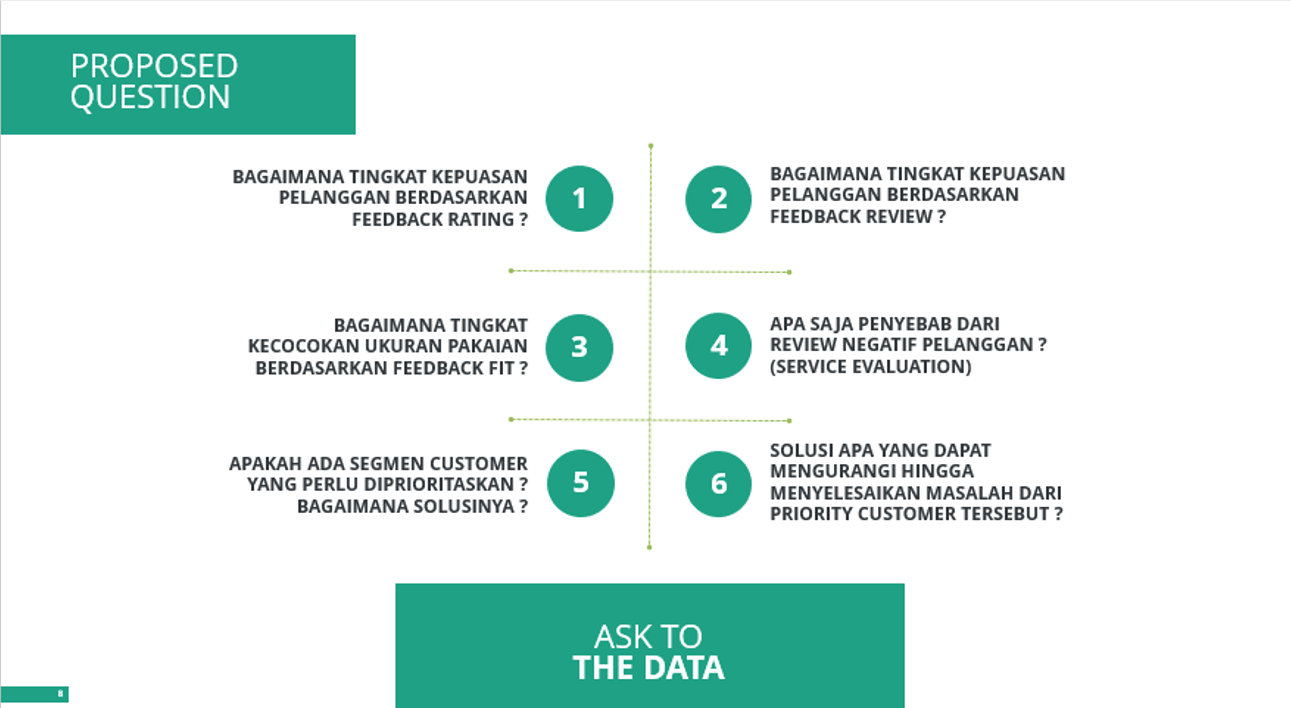 PROPOSED
QUESTION
BAGAIMANA TINGKAT KEPUASAN
PELANGGAN BERDASARKAN
FEEDBACK RATING ?
1
2
BAGAIMANA TINGKAT KEPUASAN
PELANGGAN BERDASARKAN
FEEDBACK REVIEW ?
BAGAIMANA TINGKAT
KECOCOKAN UKURAN PAKAIAN
BERDASARKAN FEEDBACK FIT ?
3
4
APA SAJA PENYEBAB DARI
REVIEW NEGATIF PELANGGAN ?
(SERVICE EVALUATION)
APAKAH ADA SEGMEN CUSTOMER
YANG PERLU DIPRIORITASKAN ?
BAGAIMANA SOLUSINYA ?
5
6
SOLUSI APA YANG DAPAT
MENGURANGI HINGGA
MENYELESAIKAN MASALAH DARI
PRIORITY CUSTOMER TERSEBUT ?
ASK TO
THE DATA
8